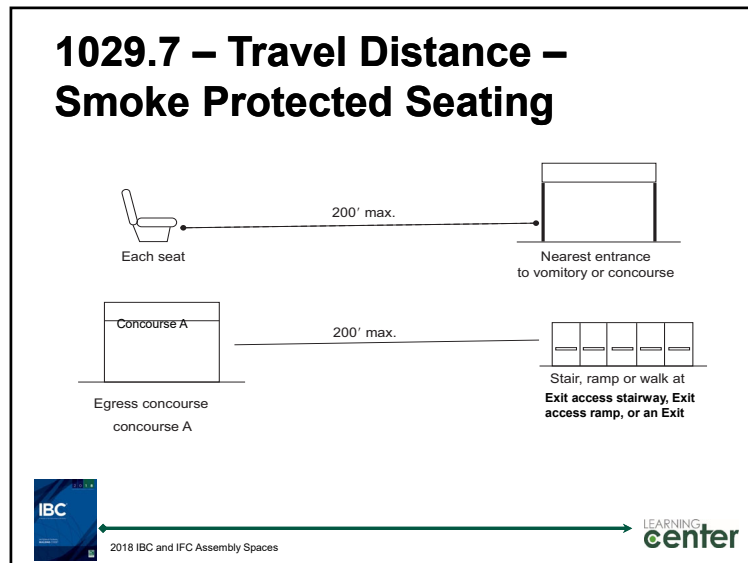 1029.7 – Travel Distance –
Smoke Protected Seating
200′ max.
Each seat
Nearest entrance
to vomitory or concourse
Concourse A
200′ max.
Egress concourse
concourse A
Stair, ramp or walk at
Exit access stairway, Exit
access ramp, or an Exit
IBC
2018 IBC and IFC Assembly Spaces
LEARNING
center